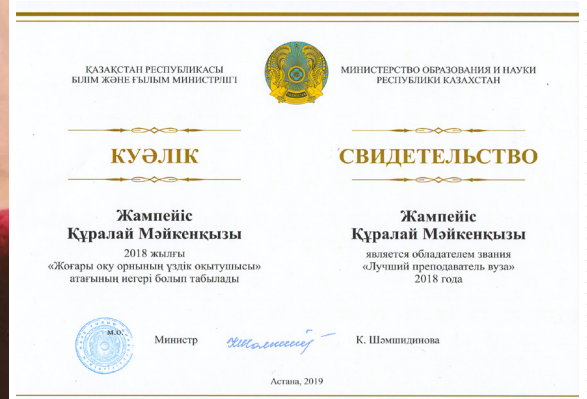 ҚАЗАҚСТАН РЕСПУБЛИКАСЫ
БІЛІМ ЖӘНЕ ҒЫЛЫМ МИНИСТРЛІГІ
КУӘЛІК
Жампейіс
Құралай Мәйкенқызы
2018 жылғы
«Жоғары оқу орнының үздік оқытушысы»
атағының иегері болып табылады
МИНИСТЕРСТВО ОБРАЗОВАНИЯ И НАУКИ
РЕСПУБЛИКИ КАЗАХСТАН
СВИДЕТЕЛЬСТВО
Жампейіс
Құралай Мәйкенқызы
является обладателем звания
«Лучший преподаватель вуза»
2018 года
М.О.
Министр
К. Шәмшидинова
Астана, 2019